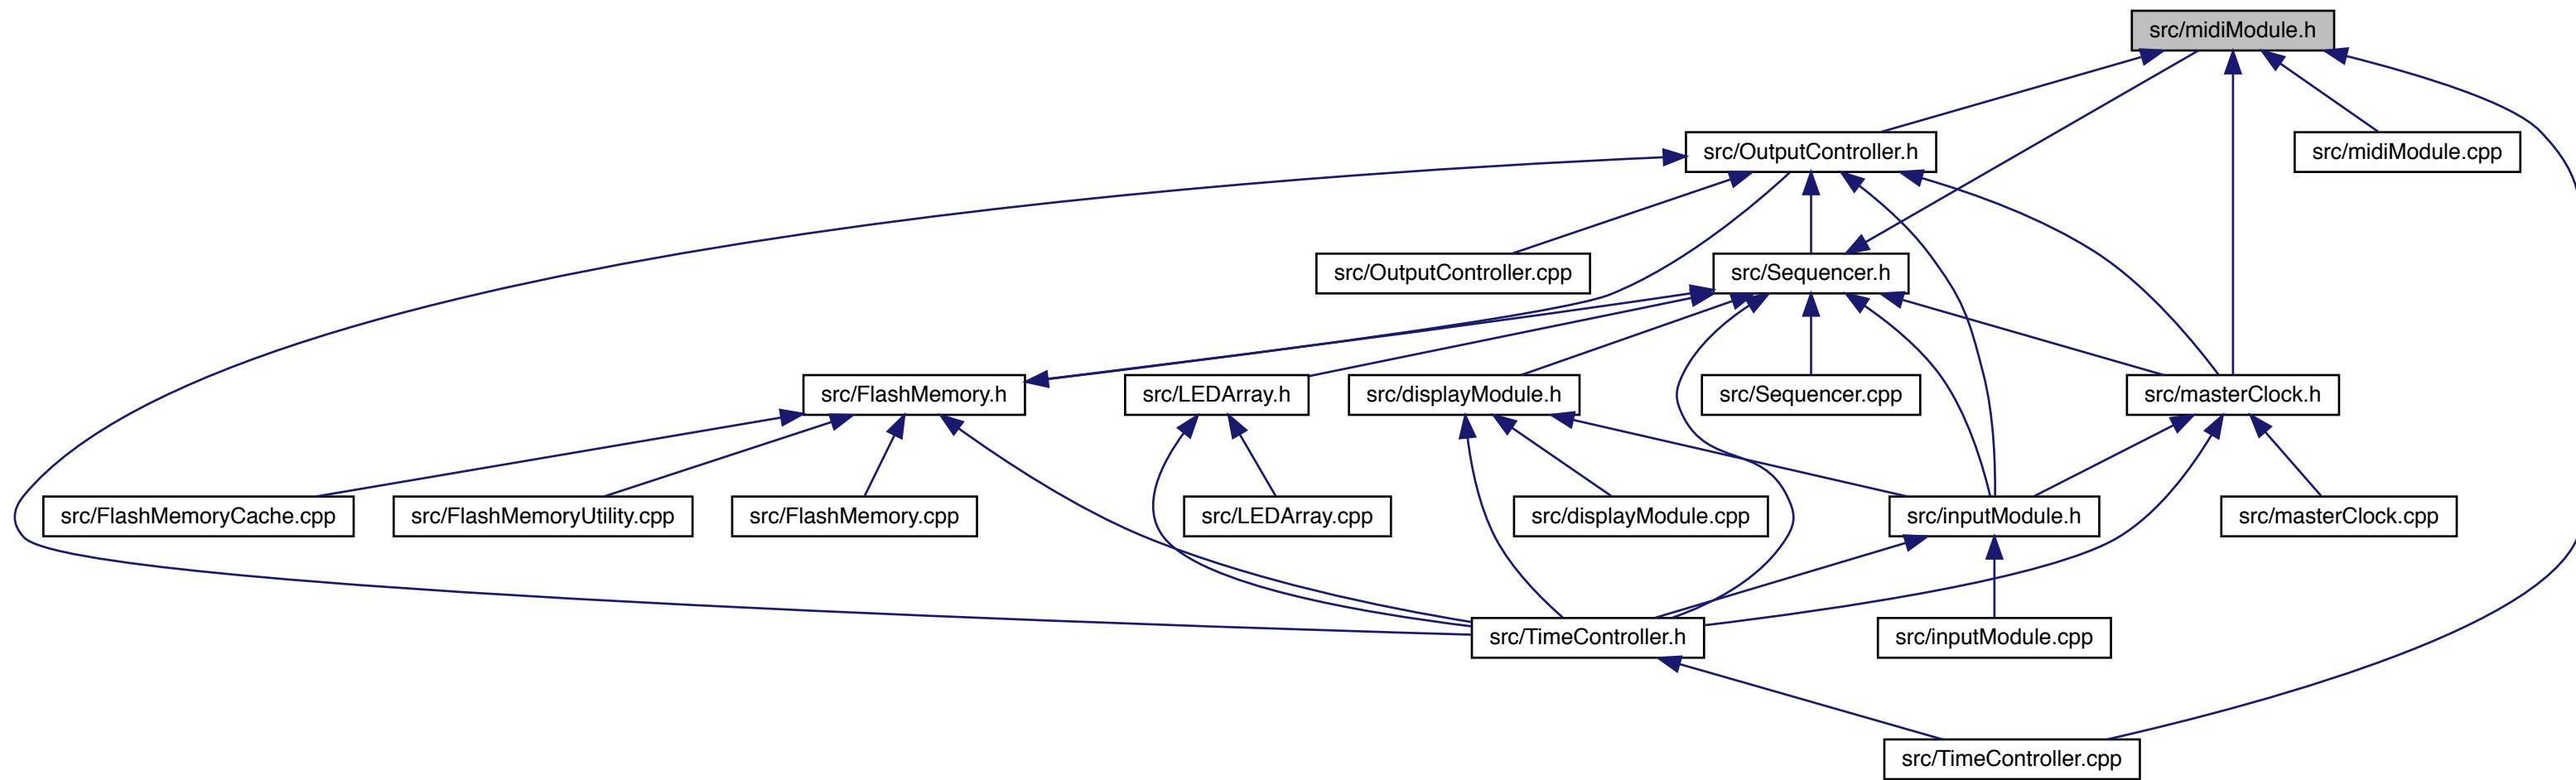 src/midiModule.h
src/OutputController.h
src/midiModule.cpp
src/OutputController.cpp
src/Sequencer.h
src/FlashMemory.h
src/LEDArray.h
src/displayModule.h
src/Sequencer.cpp
src/masterClock.h
src/FlashMemoryCache.cpp
src/FlashMemoryUtility.cpp
src/FlashMemory.cpp
src/LEDArray.cpp
src/displayModule.cpp
src/inputModule.h
src/masterClock.cpp
src/TimeController.h
src/inputModule.cpp
src/TimeController.cpp